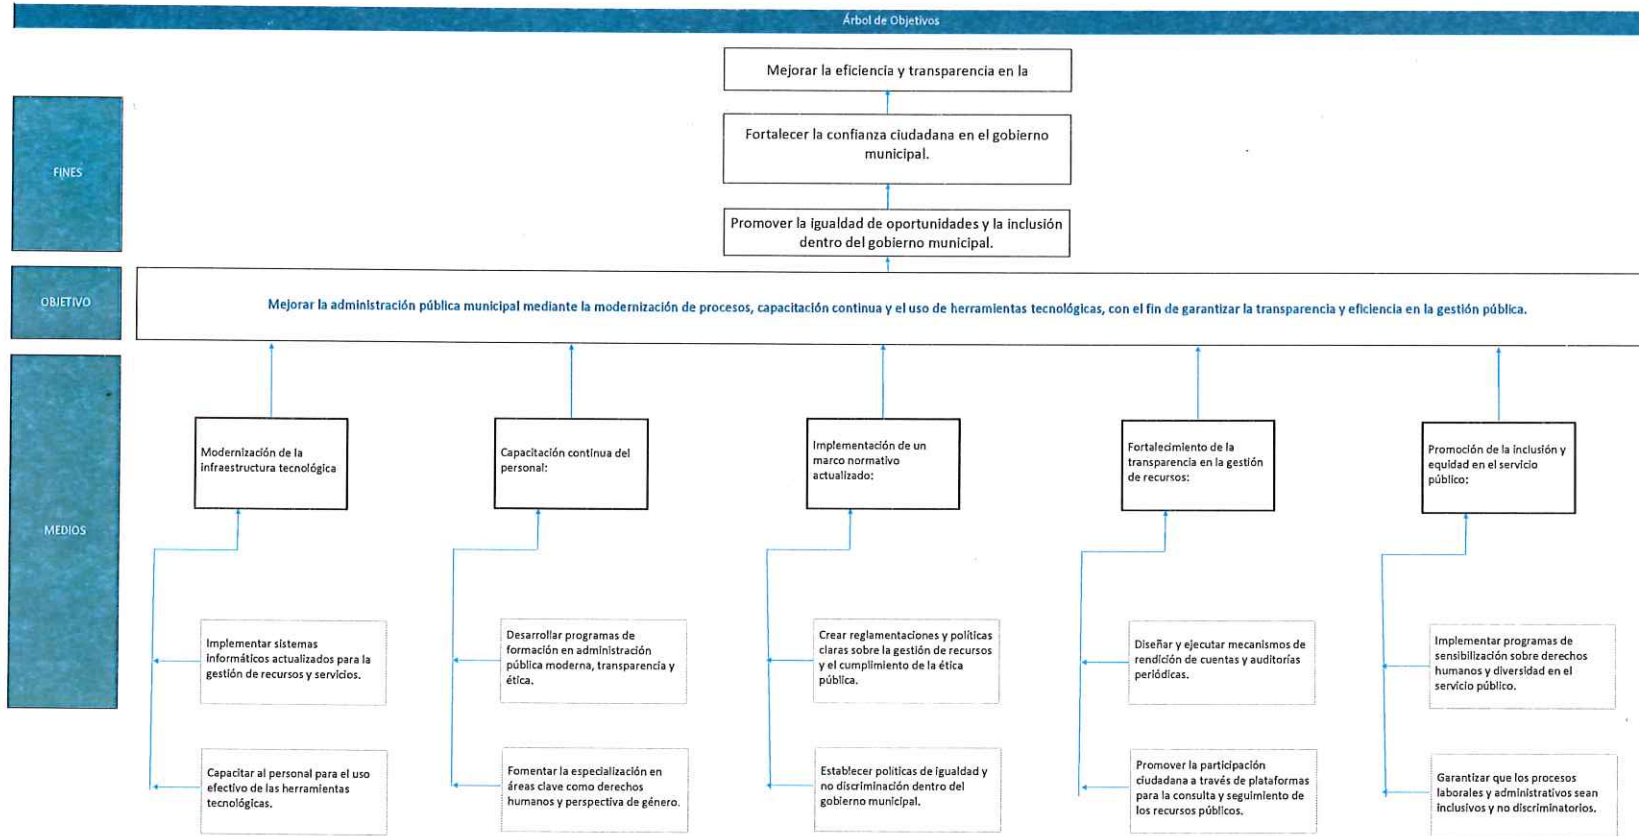 Árbol de Objetivos
Mejorar la eficiencia y transparencia en la
FINES
Fortalecer la confianza ciudadana en el gobierno
municipal.
Promover la igualdad de oportunidades y la inclusión
dentro del gobierno municipal.
OBJETIVO
Mejorar la administración pública municipal mediante la modernización de procesos, capacitación continua y el uso de herramientas tecnológicas, con el fin de garantizar la transparencia y eficiencia en la gestión pública.
MEDIOS
Modernización de la
infraestructura tecnológica
Capacitación continua del
personal:
Implementación de un
marco normativo
actualizado:
Fortalecimiento de la
transparencia en la gestión
de recursos:
Promoción de la inclusión y
equidad en el servicio
público:
Implementar sistemas
informáticos actualizados para la
gestión de recursos y servicios.
Desarrollar programas de
formación en administración
pública moderna, transparencia y
ética.
Crear reglamentaciones y políticas
claras sobre la gestión de recursos
y el cumplimiento de la ética
pública.
Diseñar y ejecutar mecanismos de
rendición de cuentas y auditorías
periódicas.
Implementar programas de
sensibilización sobre derechos
humanos y diversidad en el
servicio público.
Capacitar al personal para el uso
efectivo de las herramientas
tecnológicas.
Fomentar la especialización en
áreas clave como derechos
humanos y perspectiva de género.
Establecer políticas de igualdad y
no discriminación dentro del
gobierno municipal.
Promover la participación
ciudadana a través de plataformas
para la consulta y seguimiento de
los recursos públicos.
Garantizar que los procesos
laborales y administrativos sean
inclusivos y no discriminatorios.